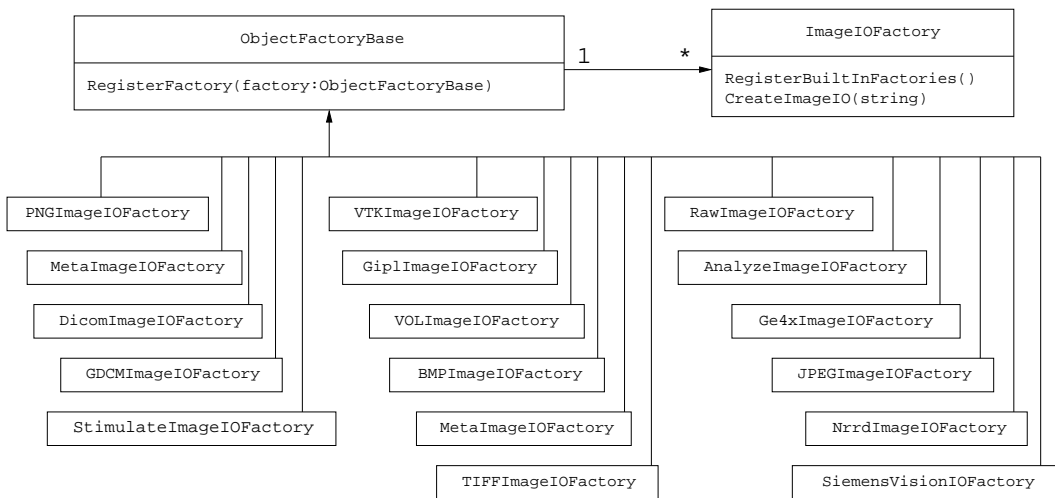 ObjectFactoryBase
RegisterFactory(factory:ObjectFactoryBase)
1
*
ImageIOFactory
RegisterBuiltInFactories()
CreateImageIO(string)
PNGImageIOFactory
MetaImageIOFactory
DicomImageIOFactory
GDCMImageIOFactory
StimulateImageIOFactory
VTKImageIOFactory
GiplImageIOFactory
VOLImageIOFactory
BMPImageIOFactory
MetaImageIOFactory
TIFFImageIOFactory
RawImageIOFactory
AnalyzeImageIOFactory
Ge4xImageIOFactory
JPEGImageIOFactory
NrrdImageIOFactory
SiemensVisionIOFactory